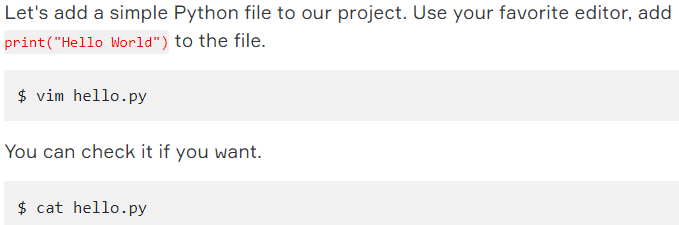 Let's add a simple Python file to our project. Use your favorite editor, add
print("Hello World") to the file.
$ vim hello.py
You can check it if you want.
$ cat hello.py